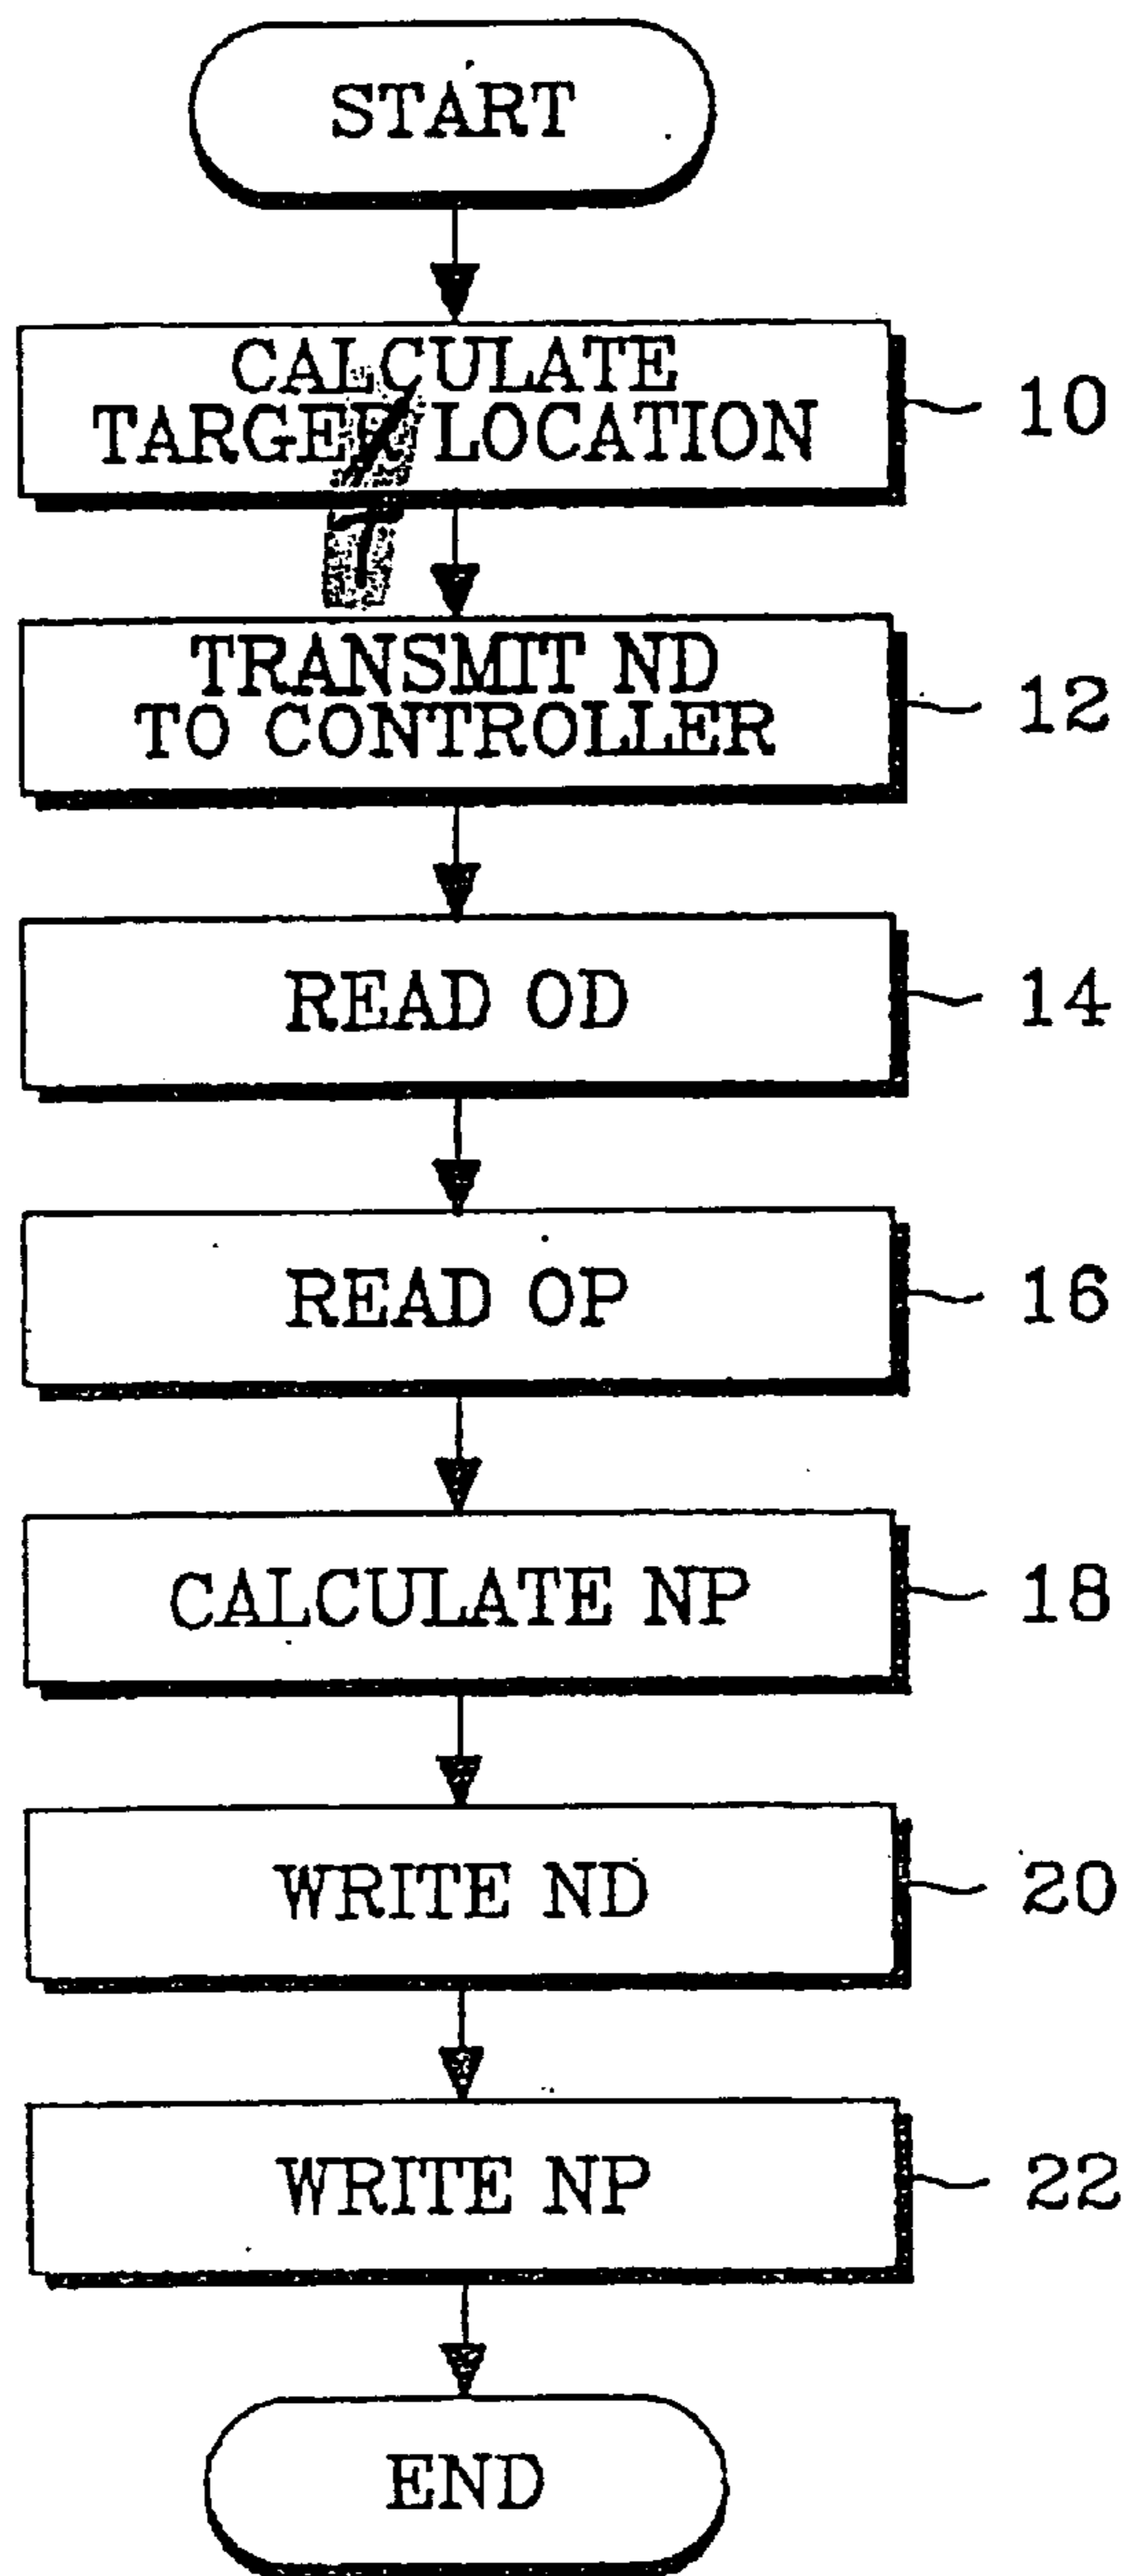 START
CALCULATE
TARGER LOCATION
10
T
TRANSMIT ND
TO CONTROLLER
12
READ OD
14
READ OP
16
CALCULATE NP
18
WRITE ND
20
WRITE NP
22
END